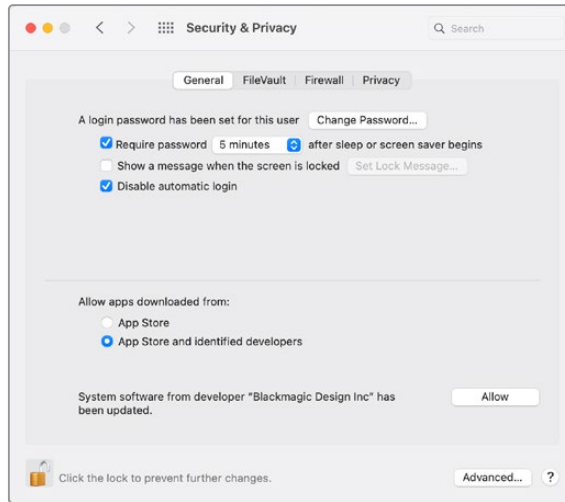 Security & Privacy
Search
General FileVault Firewall Privacy
A login password has been set for this user Change Password...
Require password 5 minutes after sleep or screen saver begins
Show a message when the screen is locked Set Lock Message...
Disable automatic login
Allow apps downloaded from:
App Store
App Store and identified developers
System software from developer "Blackmagic Design Inc" has Allow
been updated.
Click the lock to prevent further changes. Advanced... ?